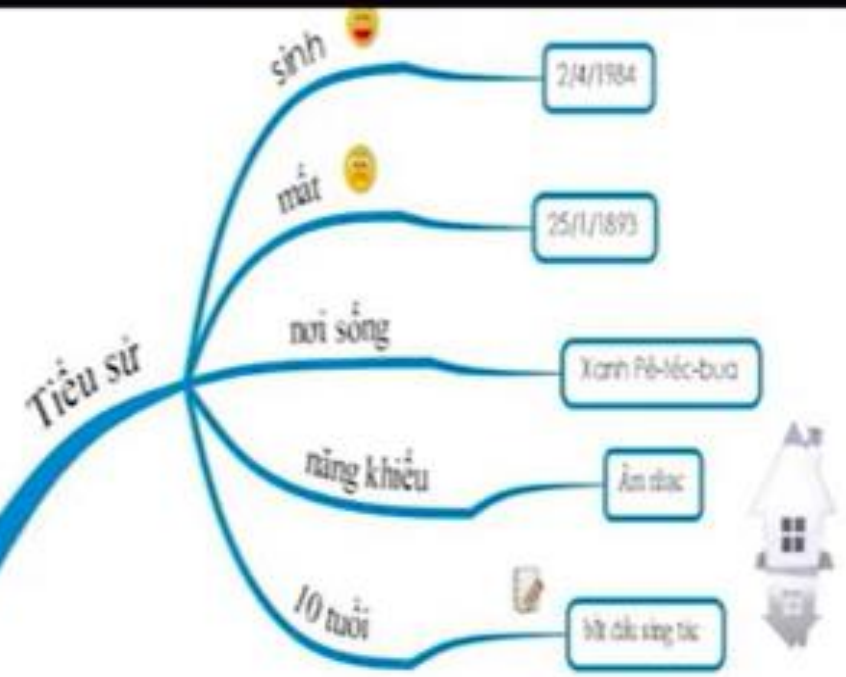 Tiểu sử
sinh
2/4/1984
mất
25/1/1893
nơi sống
Xanh Pê-téc-bua
năng khiếu
Âm nhạc
10 tuổi
bắt đầu sáng tác